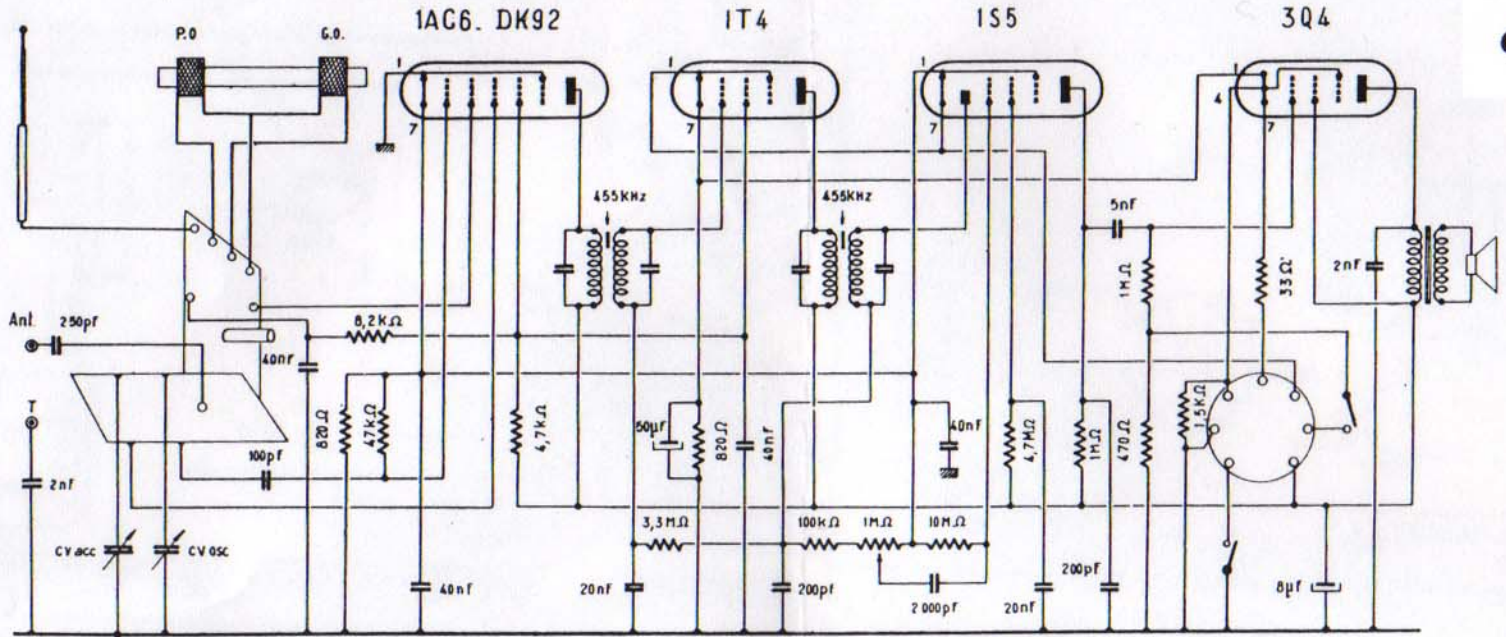 1AC6. DK92
1T4
1S5
3Q4
P.O
G.O.
1
7
1
7
1
7
1
4
7
455KHz
455KHz
5nF
1MΩ
33Ω
2nF
Ant.
250pf
8,2KΩ
40nF
T
820Ω
47KΩ
4,7KΩ
50µF
820Ω
40nF
40nF
4,7MΩ
1MΩ
470Ω
1,5KΩ
100pf
2nF
3,3MΩ
100KΩ
1MΩ
10MΩ
CV acc
CV osc
40nF
20nF
200pf
2000pf
20nF
200pf
8µF